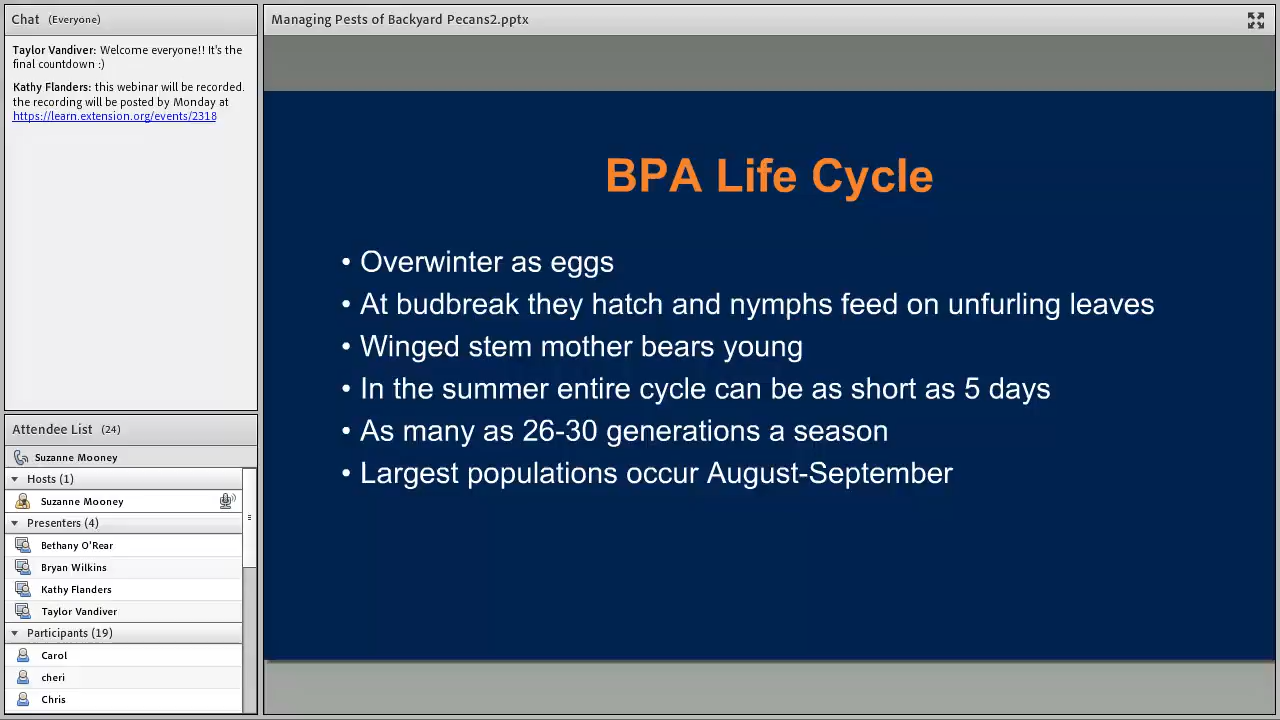 Chat (Everyone)
Taylor Vandiver: Welcome everyone!! It's the
final countdown :)
Kathy Flanders: this webinar will be recorded.
the recording will be posted by Monday at
https://learn.extension.org/events/2318
Attendee List (24)
Suzanne Mooney
Hosts (1)
Suzanne Mooney
Presenters (4)
Bethany O'Rear
Bryan Wilkins
Kathy Flanders
Taylor Vandiver
Participants (19)
Carol
cheri
Chris
Managing Pests of Backyard Pecans2.pptx
BPA Life Cycle
• Overwinter as eggs
• At budbreak they hatch and nymphs feed on unfurling leaves
• Winged stem mother bears young
• In the summer entire cycle can be as short as 5 days
• As many as 26-30 generations a season
• Largest populations occur August-September